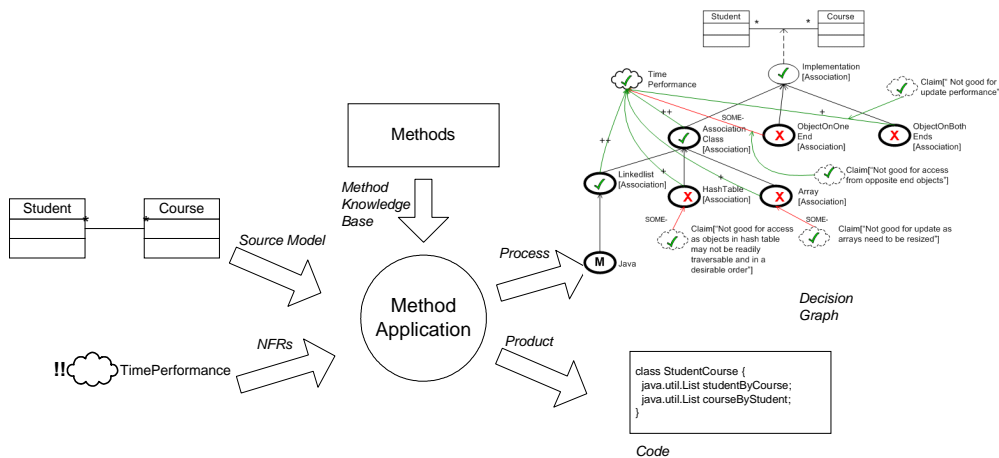 Student
*
*
Course
Implementation
[Association]
Time
Performance
Claim[" Not good for
update performance"
SOME-
++
++
+
+
+
Association
Class
[Association]
X
ObjectOnOne
End
[Association]
X
ObjectOnBoth
Ends
[Association]
Linkedlist
[Association]
X
HashTable
[Association]
X
Array
[Association]
Claim["Not good for access
from opposite end objects"]
SOME-
Claim["Not good for access
as objects in hash table
may not be readily
traversable and in a
desirable order"]
SOME-
Claim["Not good for update as
arrays need to be resized"]
M
Java
Decision
Graph
Methods
Method
Knowledge
Base
Student
*
*
Course
Source Model
Process
Method
Application
NFRs
Product
!!
TimePerformance
class StudentCourse {
java.util.List studentByCourse;
java.util.List courseByStudent;
}
Code